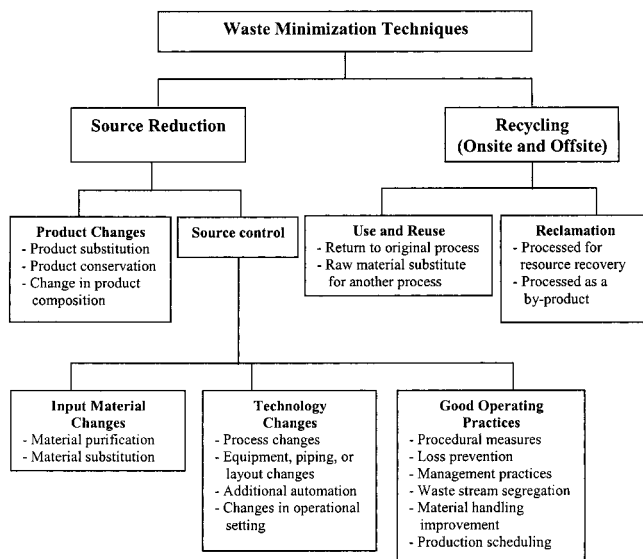 Waste Minimization Techniques
Source Reduction
Recycling
(Onsite and Offsite)
Product Changes
- Product substitution
- Product conservation
- Change in product
composition
Source control
Use and Reuse
- Return to original process
- Raw material substitute
for another process
Reclamation
- Processed for
resource recovery
- Processed as a
by-product
Input Material
Changes
- Material purification
- Material substitution
Technology
Changes
- Process changes
- Equipment, piping, or
layout changes
- Additional automation
- Changes in operational
setting
Good Operating
Practices
- Procedural measures
- Loss prevention
- Management practices
- Waste stream segregation
- Material handling
improvement
- Production scheduling